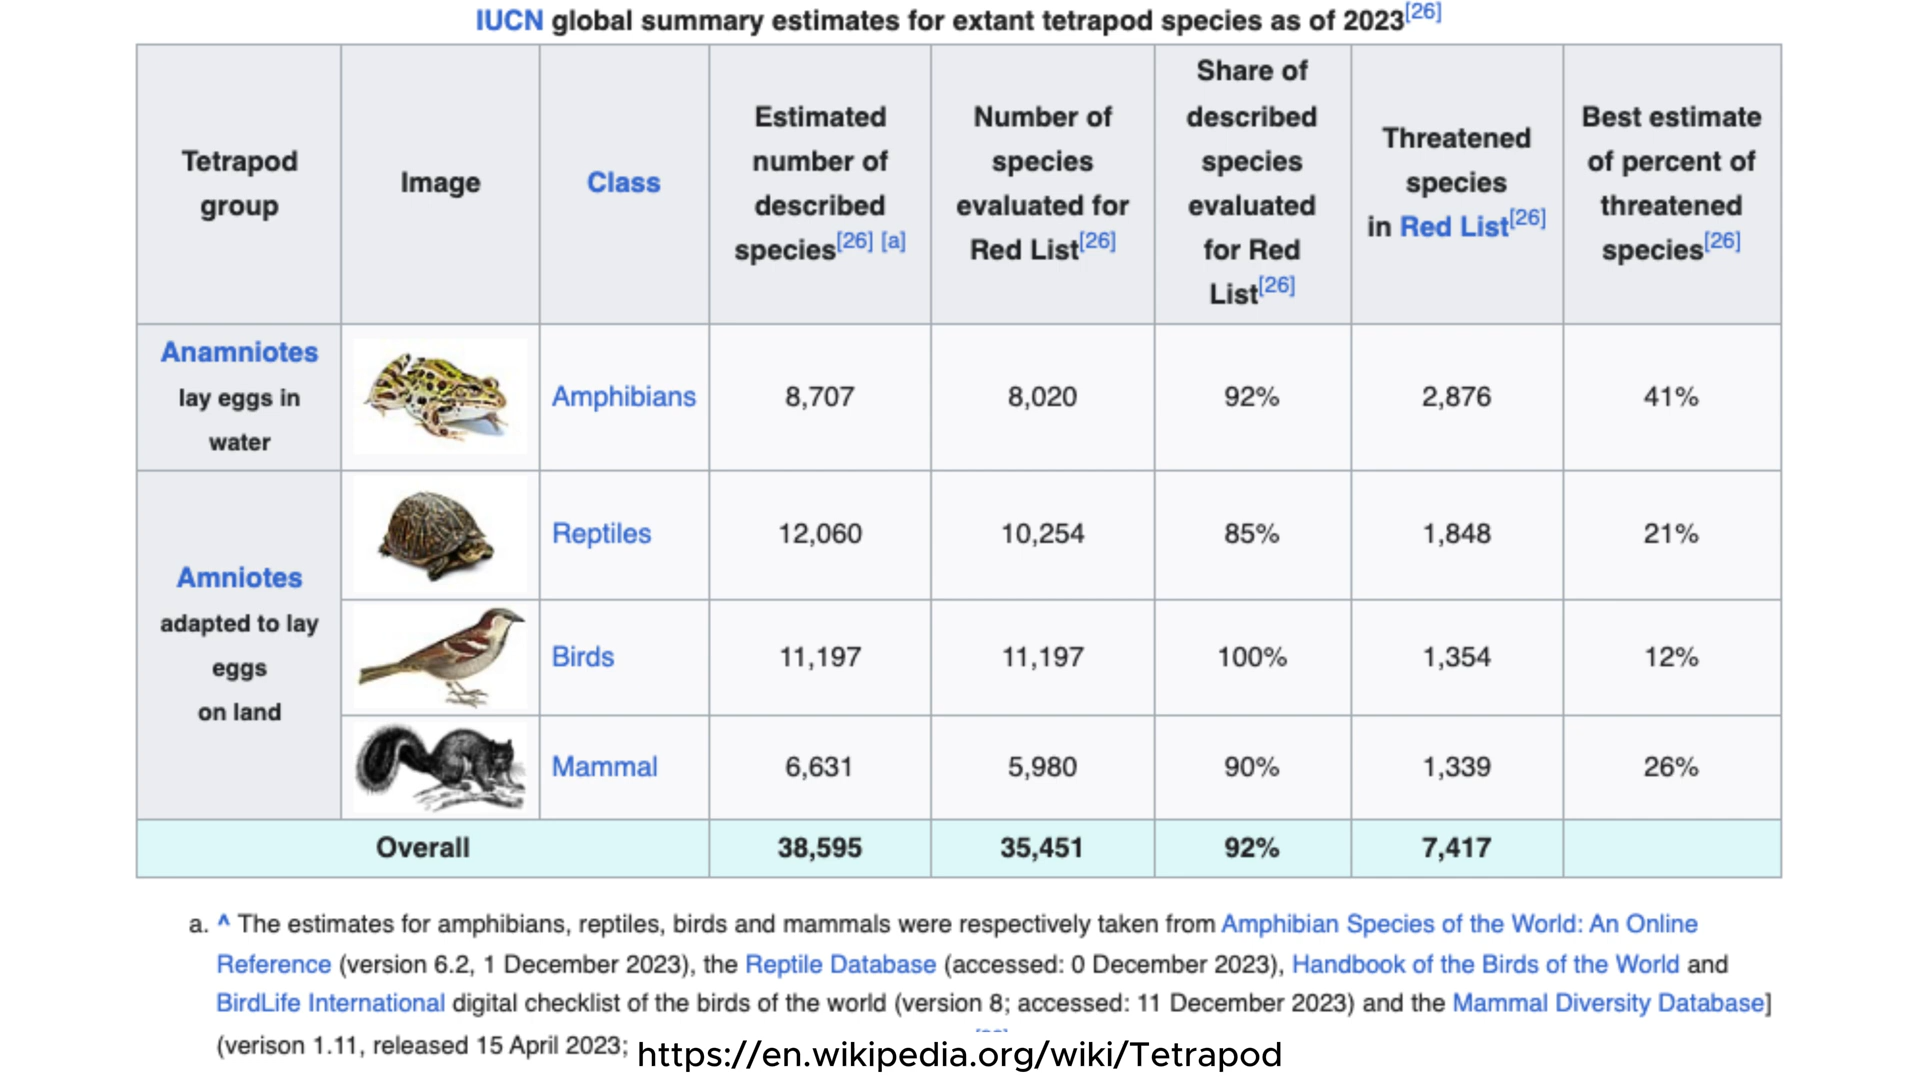 IUCN global summary estimates for extant tetrapod species as of 2023[26]
Tetrapod
group
Image
Class
Estimated
number of
described
species[26] [a]
Number of
species
evaluated for
Red List[26]
Share of
described
species
evaluated
for Red
List[26]
Threatened
species
in Red List[26]
Best estimate
of percent of
threatened
species[26]
Anamniotes
lay eggs in
water
Amphibians
8,707
8,020
92%
2,876
41%
Amniotes
adapted to lay
eggs
on land
Reptiles
12,060
10,254
85%
1,848
21%
Birds
11,197
11,197
100%
1,354
12%
Mammal
6,631
5,980
90%
1,339
26%
Overall
38,595
35,451
92%
7,417
a. ^ The estimates for amphibians, reptiles, birds and mammals were respectively taken from Amphibian Species of the World: An Online
Reference (version 6.2, 1 December 2023), the Reptile Database (accessed: 0 December 2023), Handbook of the Birds of the World and
BirdLife International digital checklist of the birds of the world (version 8; accessed: 11 December 2023) and the Mammal Diversity Database]
(verison 1.11, released 15 April 2023;
https://en.wikipedia.org/wiki/Tetrapod